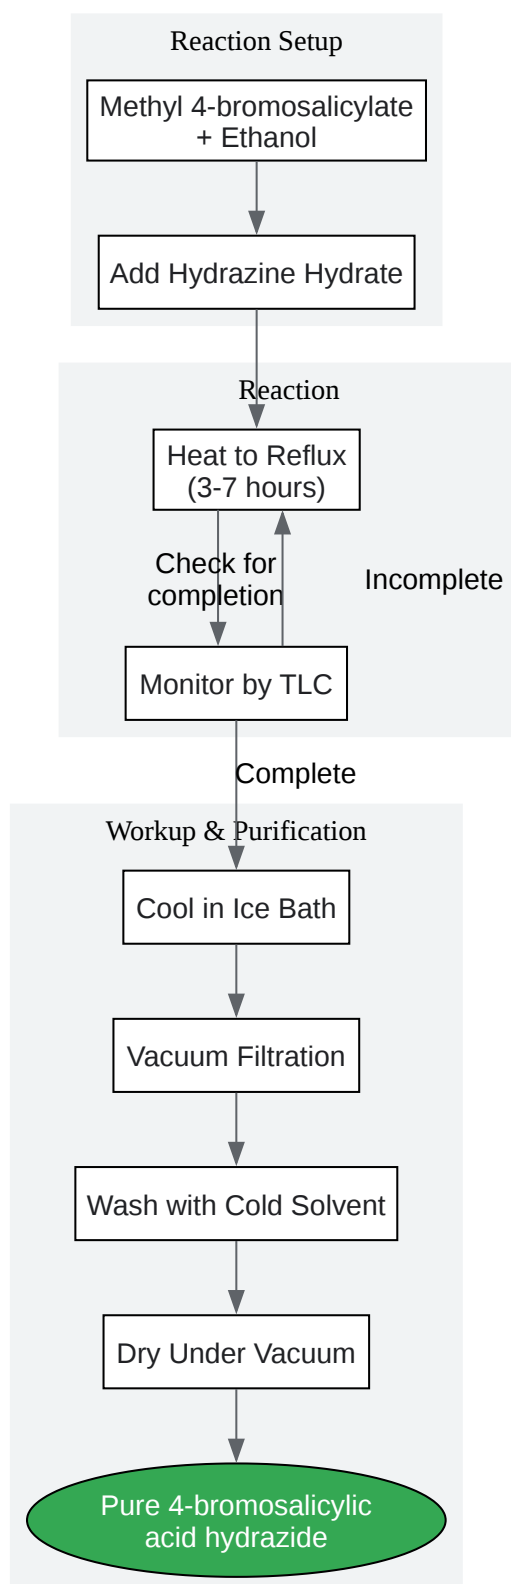 Reaction Setup
Methyl 4-bromosalicylate
+ Ethanol
Add Hydrazine Hydrate
Reaction
Heat to Reflux
(3-7 hours)
Check for
completion
Incomplete
Monitor by TLC
Complete
Workup & Purification
Cool in Ice Bath
Vacuum Filtration
Wash with Cold Solvent
Dry Under Vacuum
Pure 4-bromosalicylic
acid hydrazide